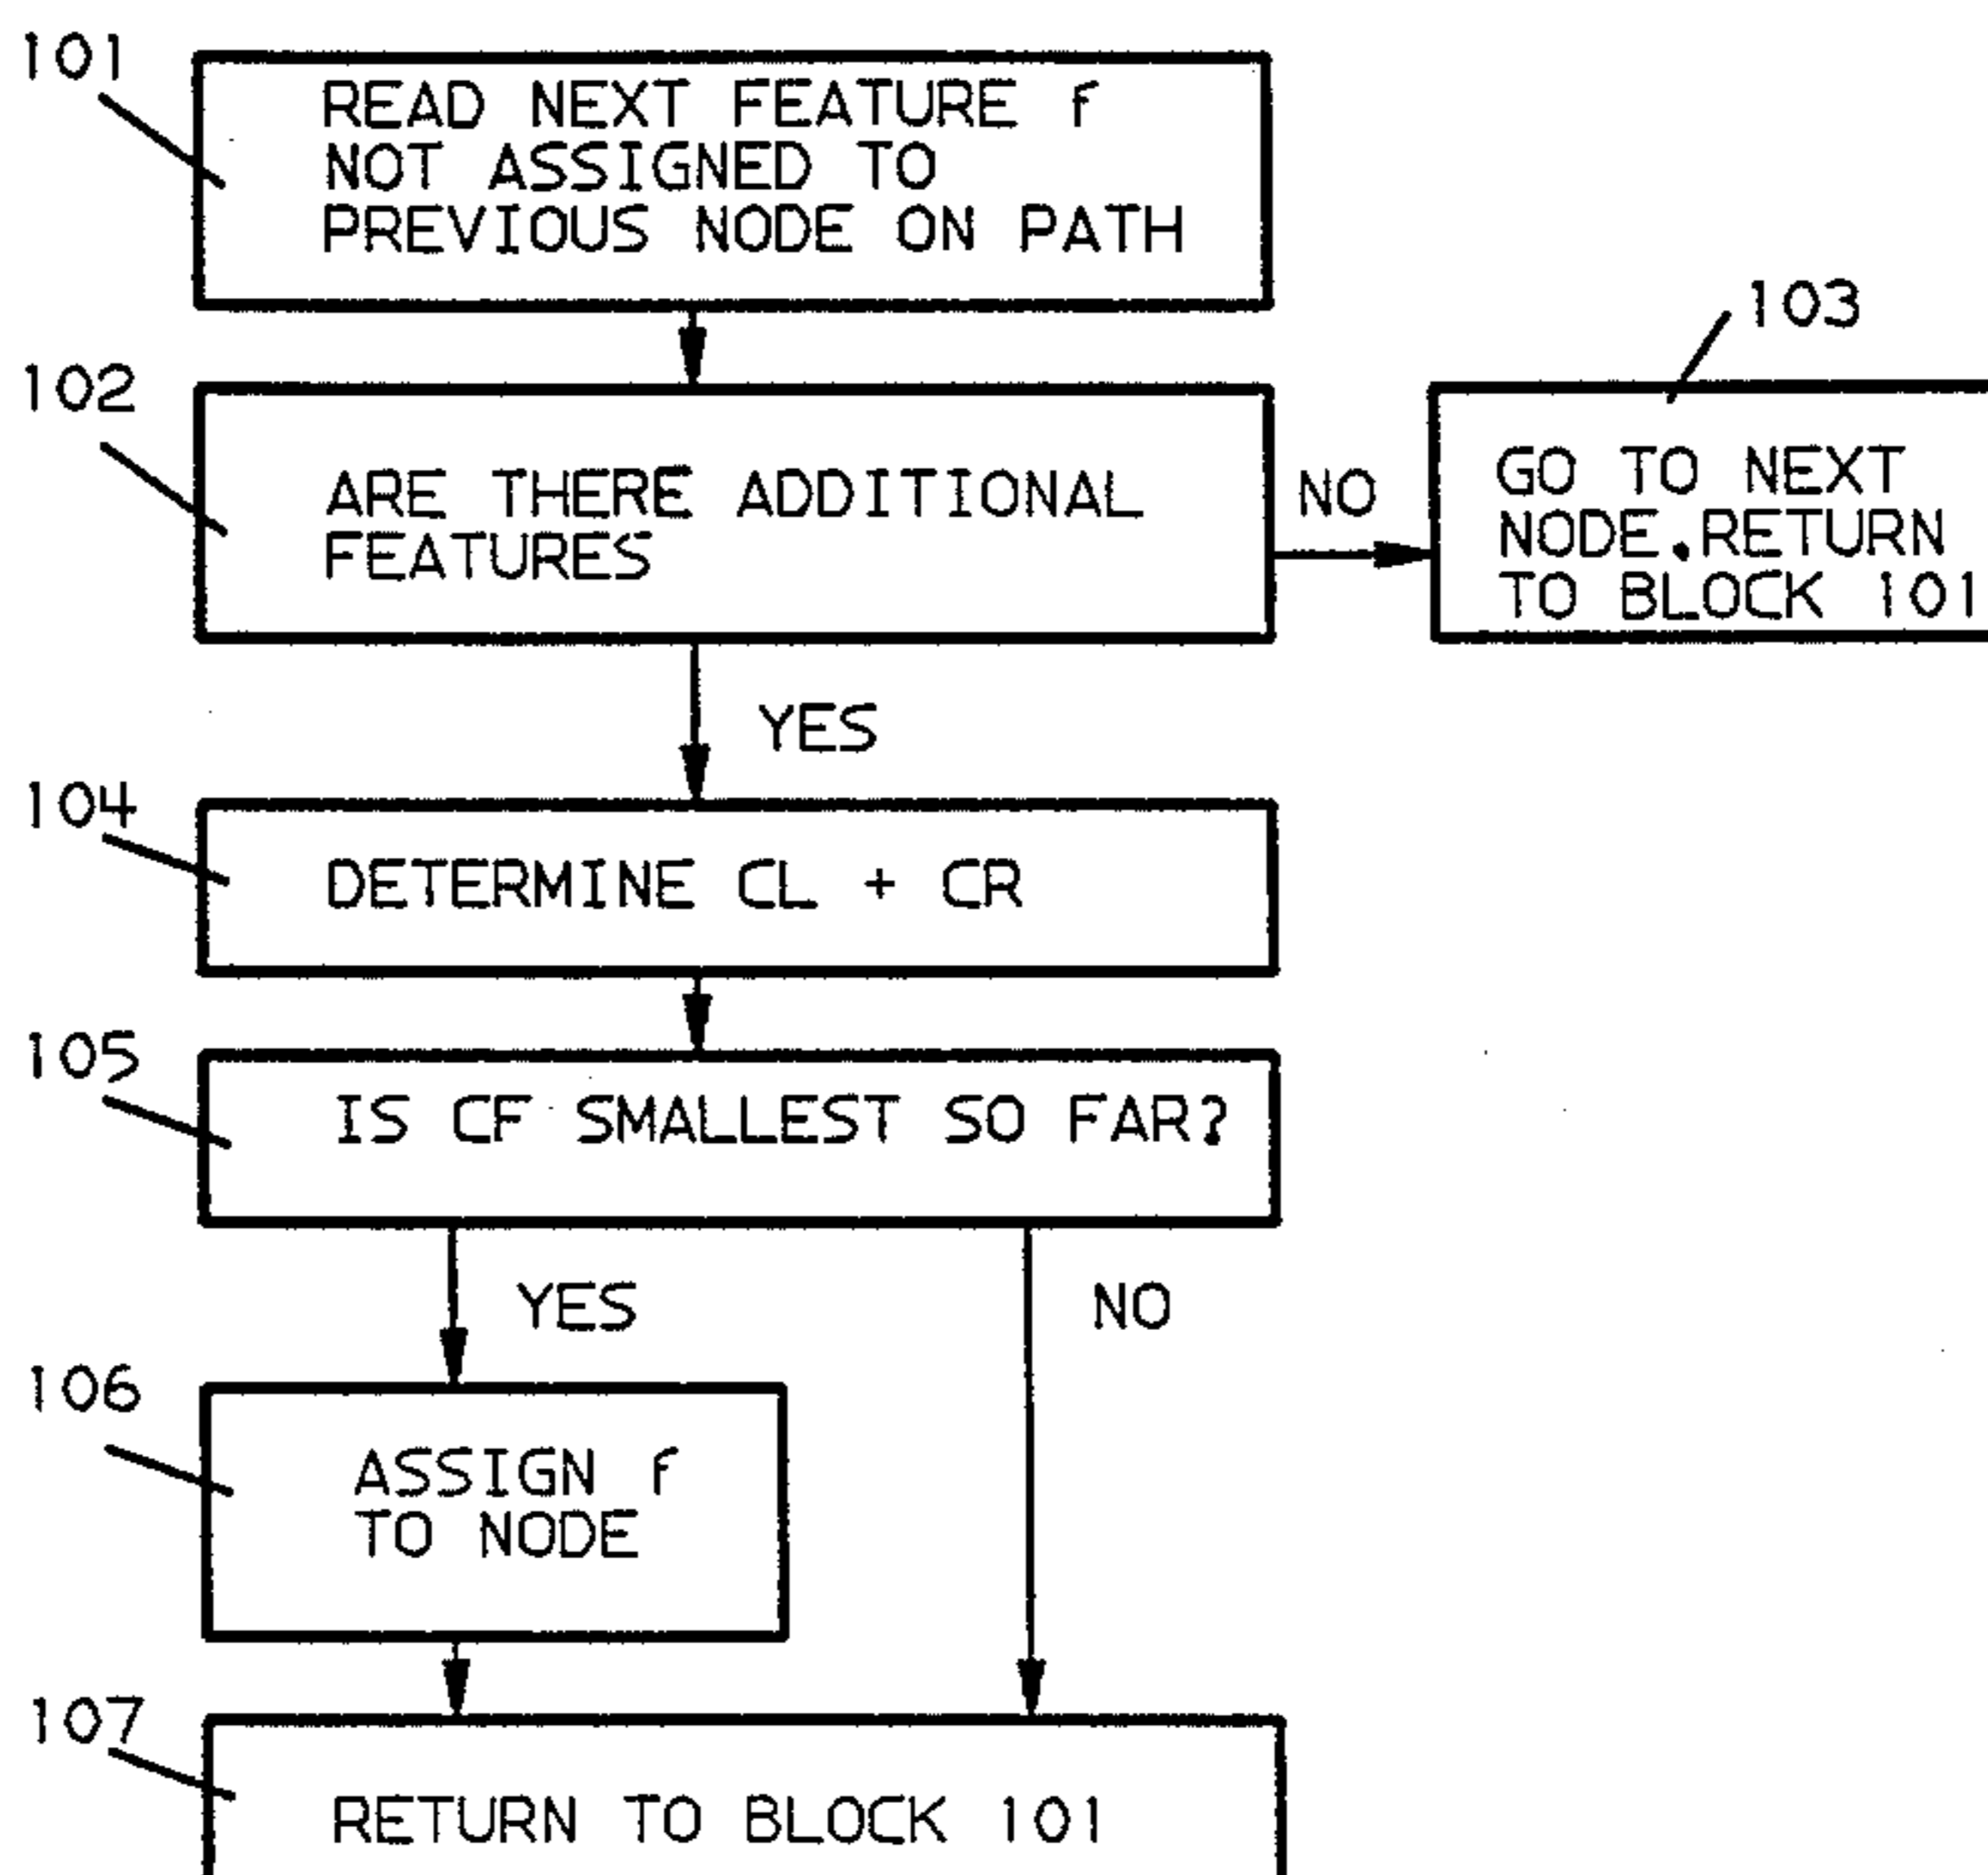 101
READ NEXT FEATURE f
NOT ASSIGNED TO
PREVIOUS NODE ON PATH
102
ARE THERE ADDITIONAL
FEATURES
NO
103
GO TO NEXT
NODE.RETURN
TO BLOCK 101
YES
104
DETERMINE CL + CR
105
IS CF SMALLEST SO FAR?
YES
NO
106
ASSIGN f
TO NODE
107
RETURN TO BLOCK 101